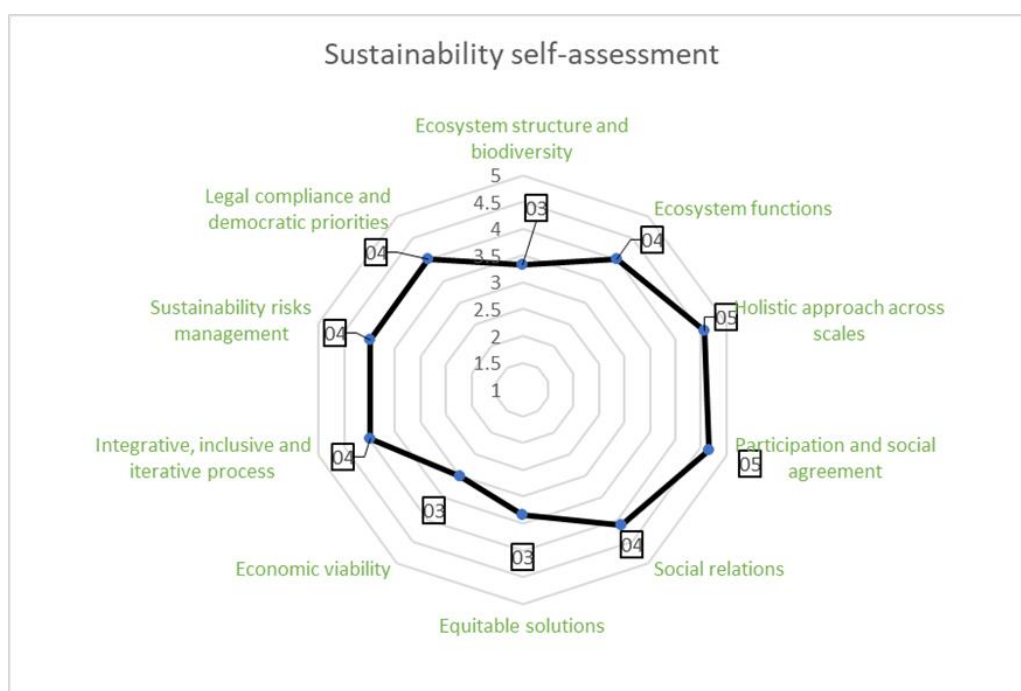 Sustainability self-assessment
Ecosystem structure and
biodiversity
5
4.5
4
3.5
3
2.5
2
1.5
1
03
Ecosystem functions
04
Holistic approach across
scales
05
Participation and social
agreement
05
Social relations
04
Equitable solutions
03
Economic viability
03
Integrative, inclusive and
iterative process
04
Sustainability risks
management
04
Legal compliance and
democratic priorities
04